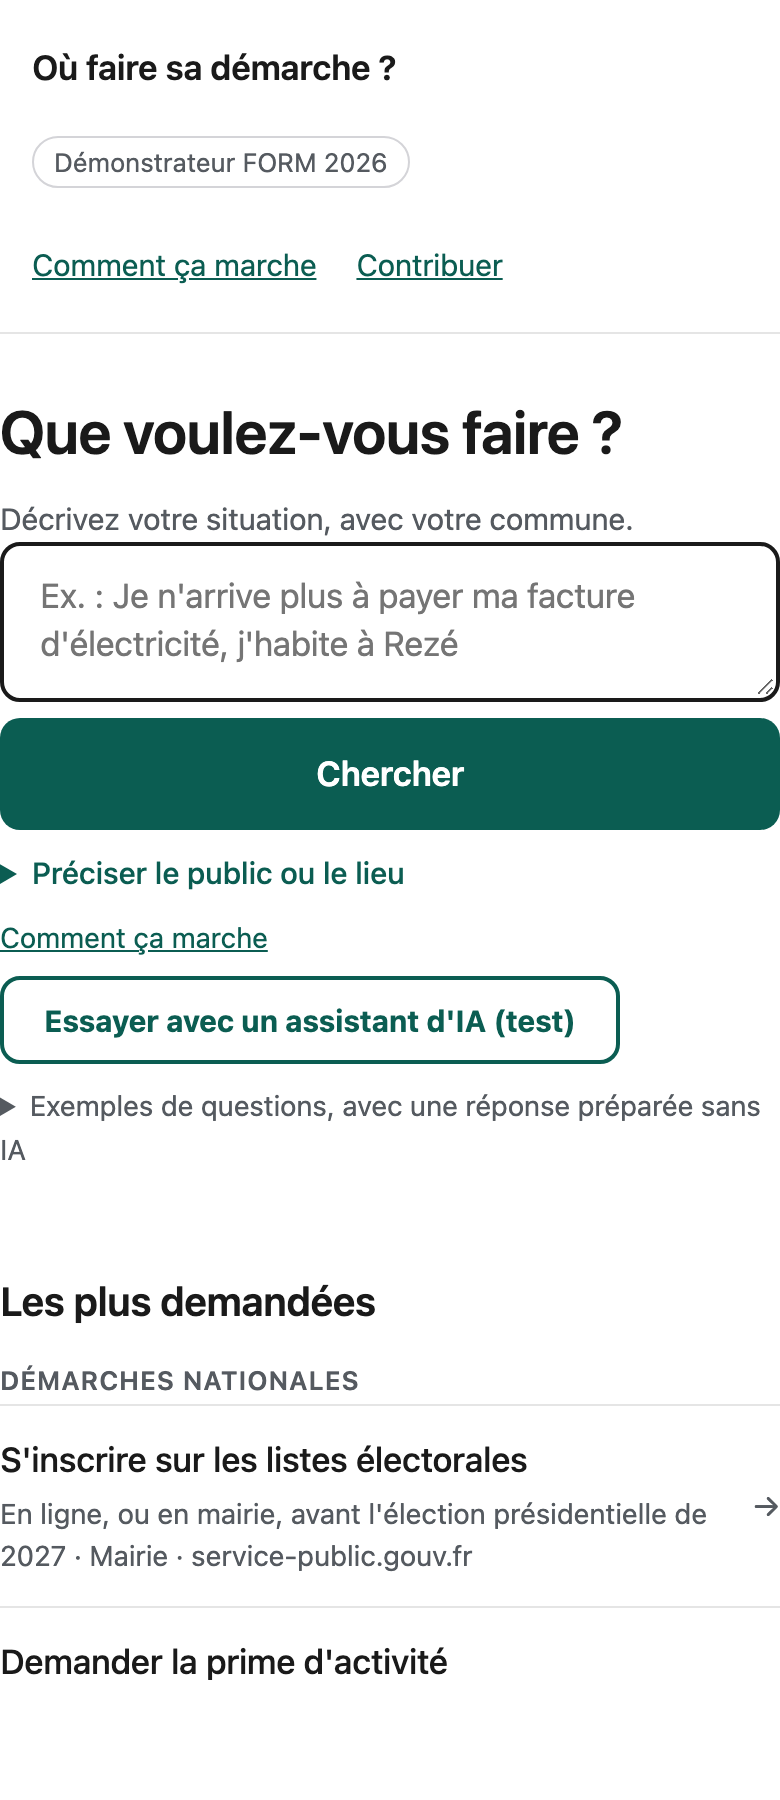 Où faire sa démarche ?
Démonstrateur FORM 2026
Comment ça marche Contribuer
Que voulez-vous faire ?
Décrivez votre situation, avec votre commune.
Ex. : Je n'arrive plus à payer ma facture
d'électricité, j'habite à Rezé
Chercher
Préciser le public ou le lieu
Comment ça marche
Essayer avec un assistant d'IA (test)
Exemples de questions, avec une réponse préparée sans
IA
Les plus demandées
DÉMARCHES NATIONALES
S'inscrire sur les listes électorales
En ligne, ou en mairie, avant l'élection présidentielle de
2027 · Mairie · service-public.gouv.fr
Demander la prime d'activité